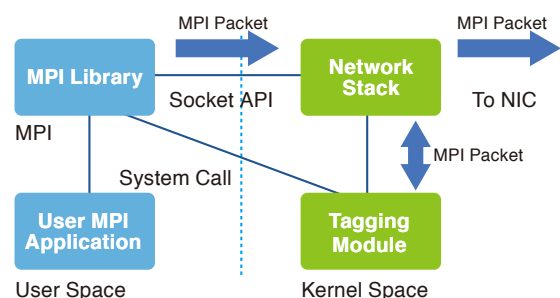 MPI Packet
MPI Packet
MPI Library
Network
Stack
Socket API
To NIC
MPI
MPI Packet
System Call
User MPI
Application
Tagging
Module
User Space
Kernel Space